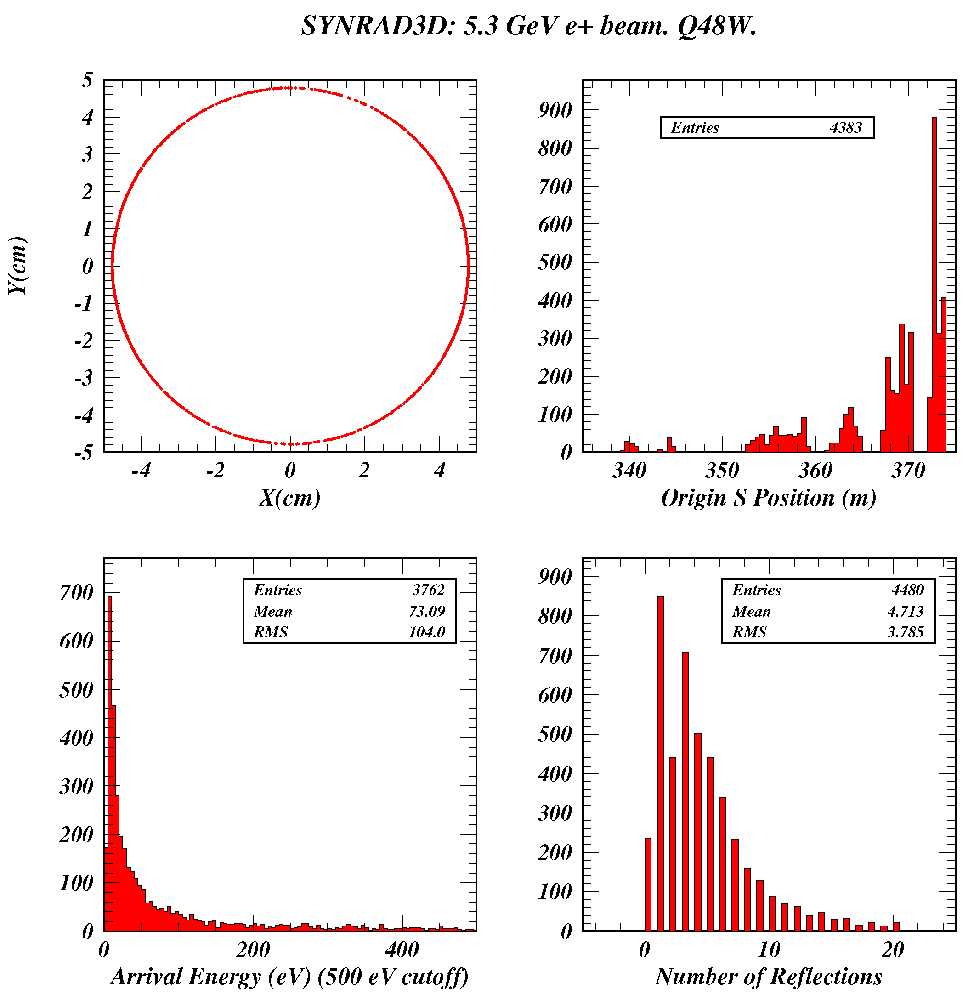 SYNRAD3D: 5.3 GeV e+ beam. Q48W.
5
4
3
2
1
0
-1
-2
-3
-4
-5
Y(cm)
-4 -2 0 2 4
X(cm)
900
800
700
600
500
400
300
200
100
0
Entries 4383
340 350 360 370
Origin S Position (m)
700
600
500
400
300
200
100
0
Entries 3762
Mean 73.09
RMS 104.0
0 200 400
Arrival Energy (eV) (500 eV cutoff)
900
800
700
600
500
400
300
200
100
0
Entries 4480
Mean 4.713
RMS 3.785
0 10 20
Number of Reflections